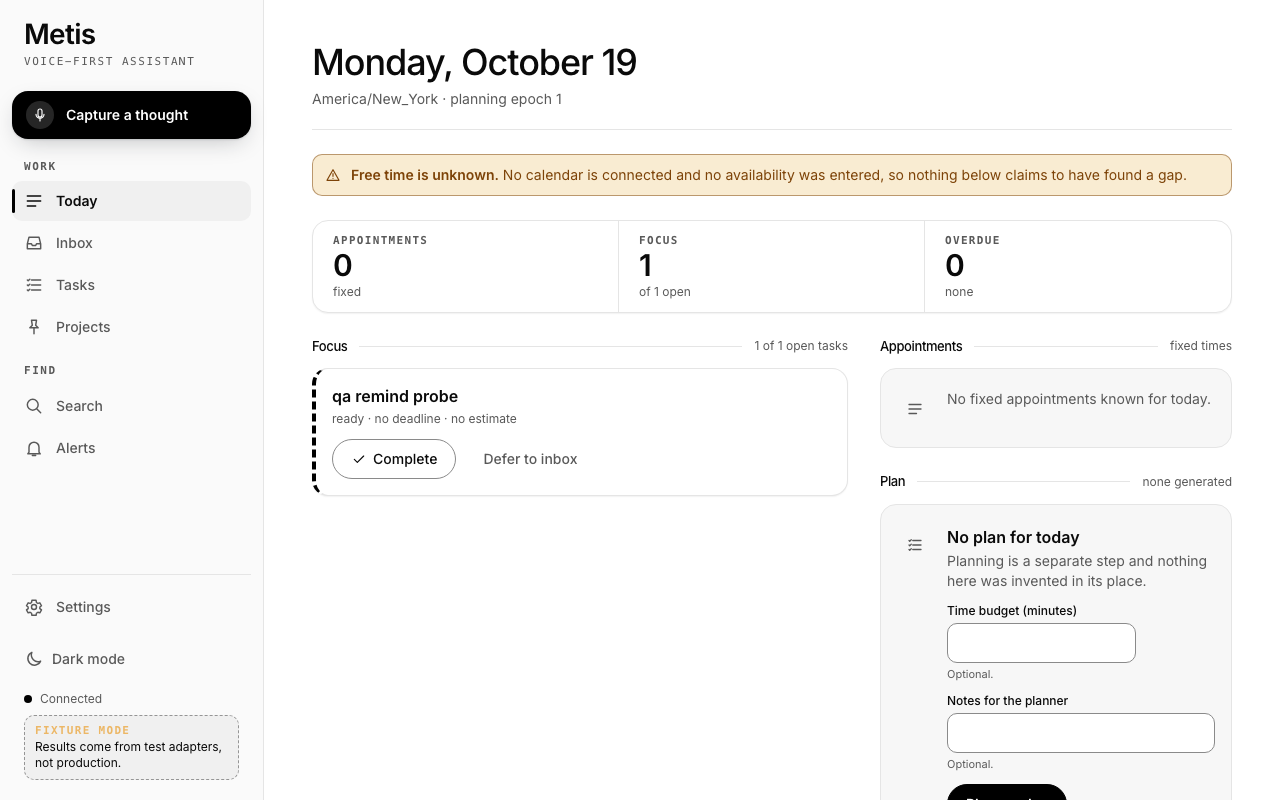 Metis
VOICE-FIRST ASSISTANT
Capture a thought
WORK
Today
Inbox
Tasks
Projects
FIND
Search
Alerts
Settings
Dark mode
Connected
FIXTURE MODE
Results come from test adapters,
not production.
Monday, October 19
America/New_York · planning epoch 1
Free time is unknown. No calendar is connected and no availability was entered, so nothing below claims to have found a gap.
APPOINTMENTS
0
fixed
FOCUS
1
of 1 open
OVERDUE
0
none
Focus
1 of 1 open tasks
qa remind probe
ready · no deadline · no estimate
Complete
Defer to inbox
Appointments
fixed times
No fixed appointments known for today.
Plan
none generated
No plan for today
Planning is a separate step and nothing
here was invented in its place.
Time budget (minutes)
Optional.
Notes for the planner
Optional.